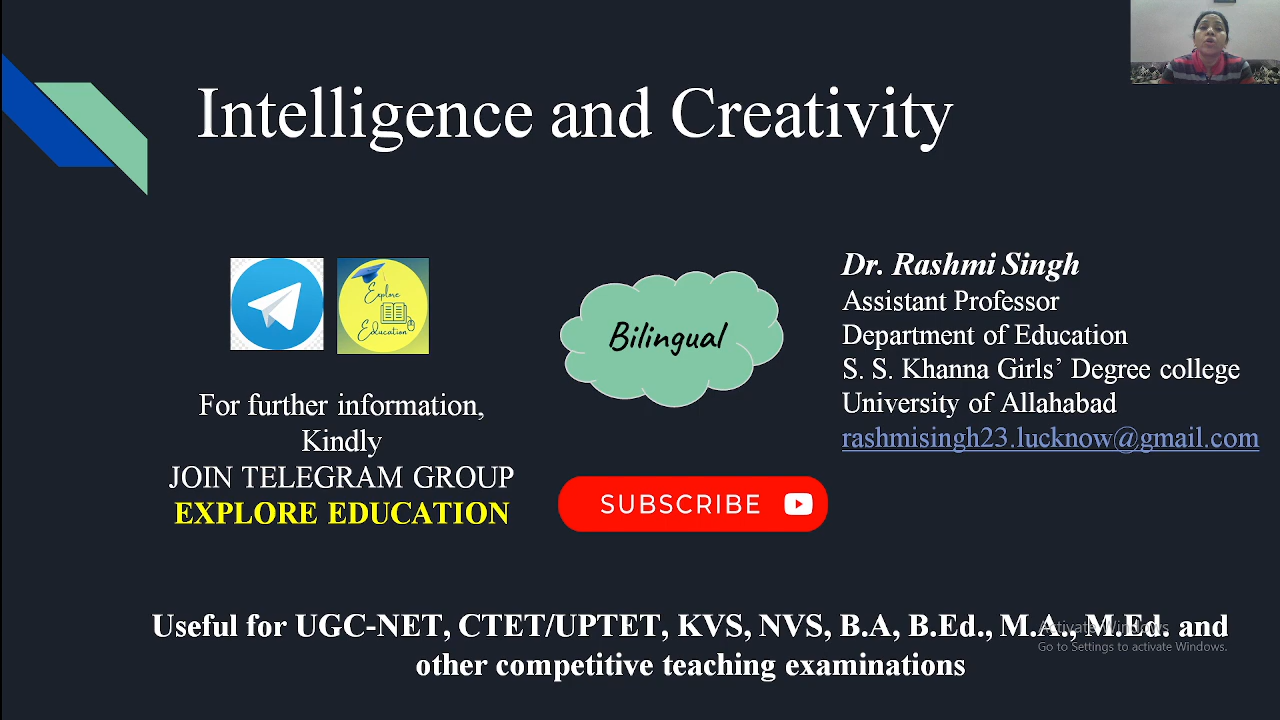 Intelligence and Creativity
Explore
Education
For further information,
Kindly
JOIN TELEGRAM GROUP
EXPLORE EDUCATION
Bilingual
SUBSCRIBE
Dr. Rashmi Singh
Assistant Professor
Department of Education
S. S. Khanna Girls’ Degree college
University of Allahabad
rashmisingh23.lucknow@gmail.com
Useful for UGC-NET, CTET/UPTET, KVS, NVS, B.A, B.Ed., M.A., M.Ed. and
other competitive teaching examinations
Activate Windows
Go to Settings to activate Windows.